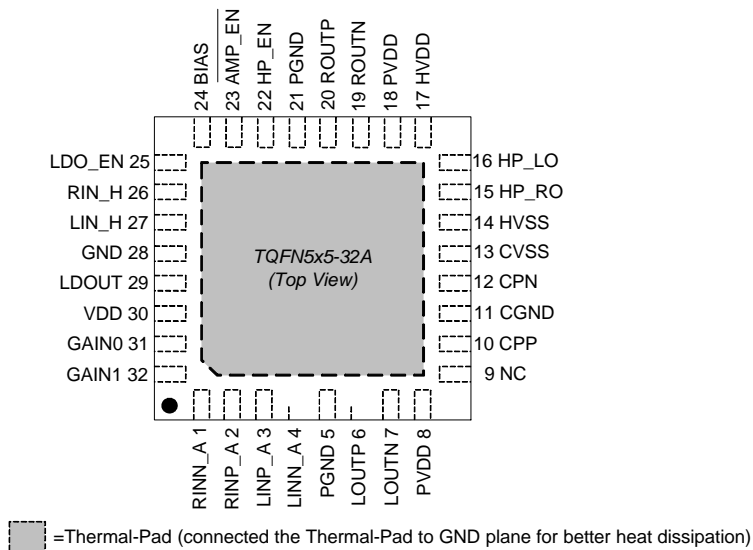 24 BIAS
23 AMP_EN
22 HP_EN
21 PGND
20 ROUTP
19 ROUTN
18 PVDD
17 HVDD
LDO_EN 25
RIN_H 26
LIN_H 27
GND 28
LDOUT 29
VDD 30
GAIN0 31
GAIN1 32
TQFN5x5-32A
(Top View)
16 HP_LO
15 HP_RO
14 HVSS
13 CVSS
12 CPN
11 CGND
10 CPP
9 NC
RINN_A 1
RINP_A 2
LINP_A 3
LINN_A 4
PGND 5
LOUTP 6
LOUTN 7
PVDD 8
=Thermal-Pad (connected the Thermal-Pad to GND plane for better heat dissipation)